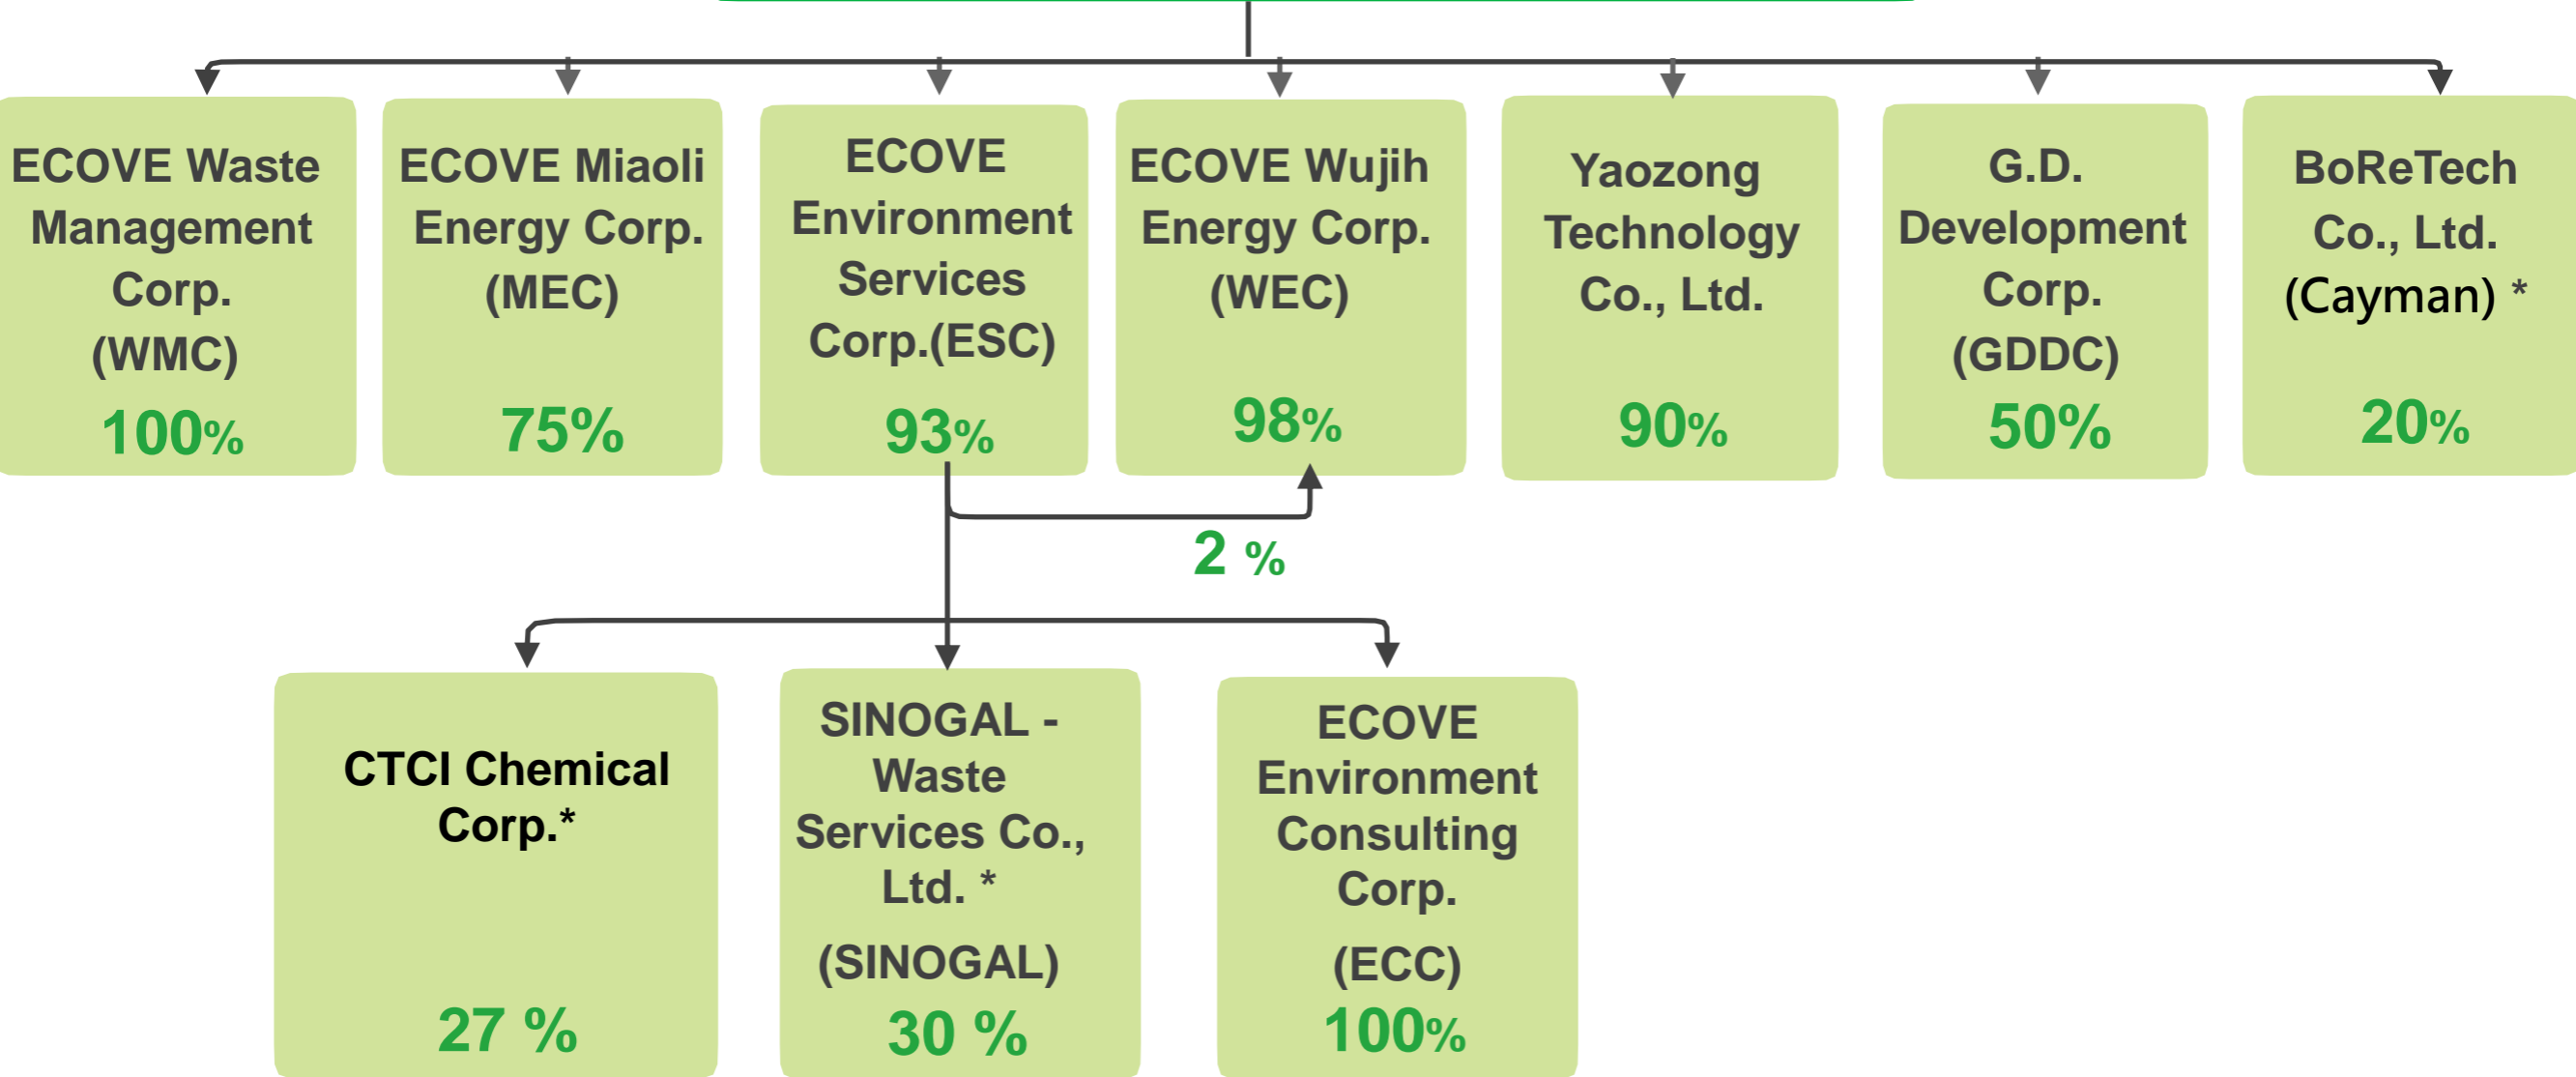 ECOVE Waste
Management
Corp.
(WMC)
100%
ECOVE Miaoli
Energy Corp.
(MEC)
75%
ECOVE
Environment
Services
Corp.(ESC)
93%
ECOVE Wujih
Energy Corp.
(WEC)
98%
Yaozong
Technology
Co., Ltd.
90%
G.D.
Development
Corp.
(GDDC)
50%
BoReTech
Co., Ltd.
(Cayman) *
20%
2 %
CTCI Chemical
Corp.*
27 %
SINOGAL -
Waste
Services Co.,
Ltd. *
(SINOGAL)
30 %
ECOVE
Environment
Consulting
Corp.
(ECC)
100%